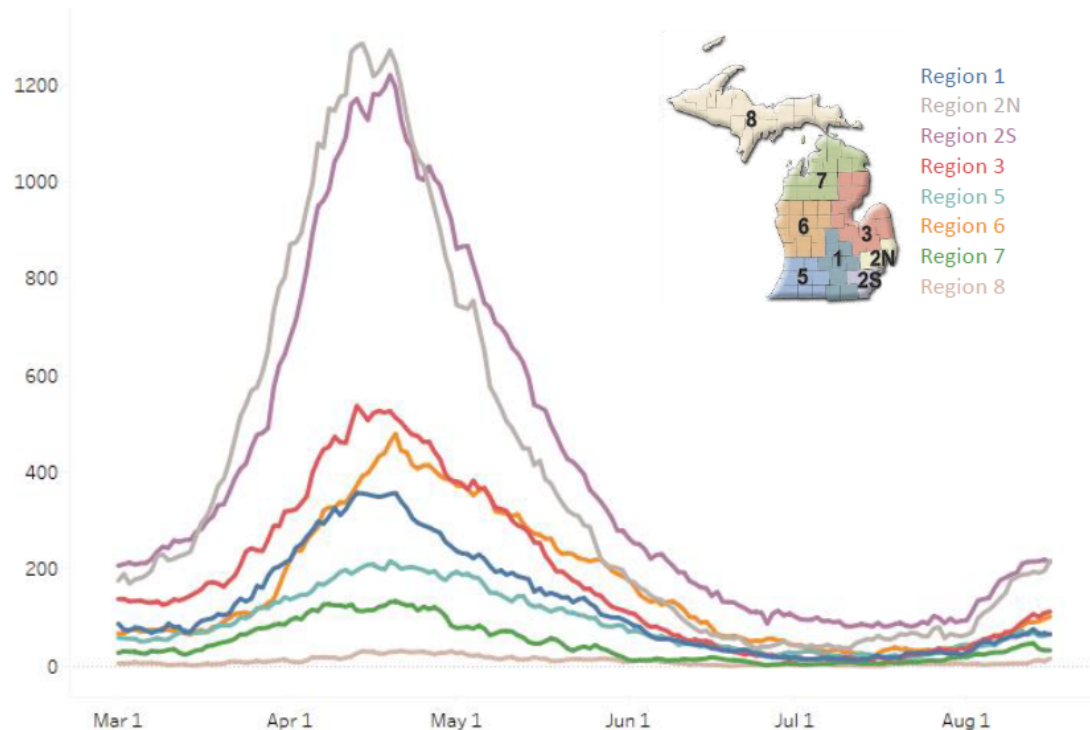 1200
1000
800
600
400
200
0
Mar 1
Apr 1
May 1
Jun 1
Jul 1
Aug 1
8
7
6
3
1
2N
5
2S
Region 1
Region 2N
Region 2S
Region 3
Region 5
Region 6
Region 7
Region 8